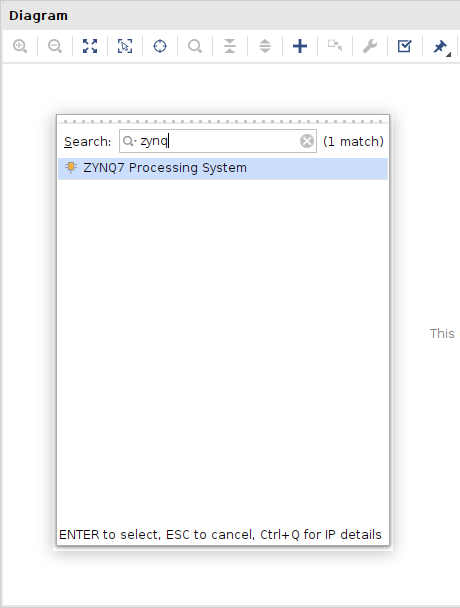 Diagram
Search: zynq (1 match)
ZYNQ7 Processing System
This
ENTER to select, ESC to cancel, Ctrl+Q for IP details